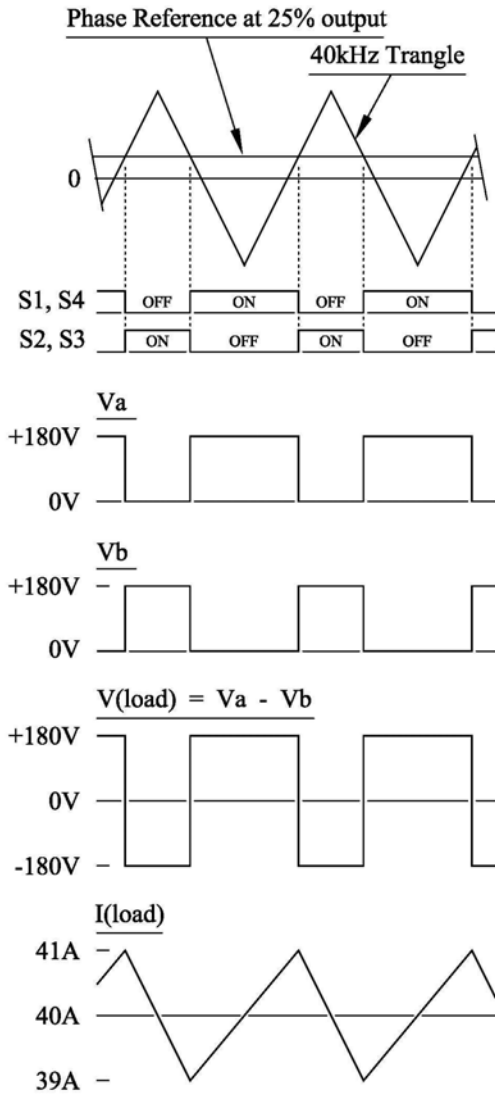 Phase Reference at 25% output
40kHz Trangle
0
S1, S4 OFF ON OFF ON
S2, S3 ON OFF ON OFF
Va
+180V
0V
Vb
+180V
0V
V(load) = Va - Vb
+180V
0V
-180V
I(load)
41A
40A
39A